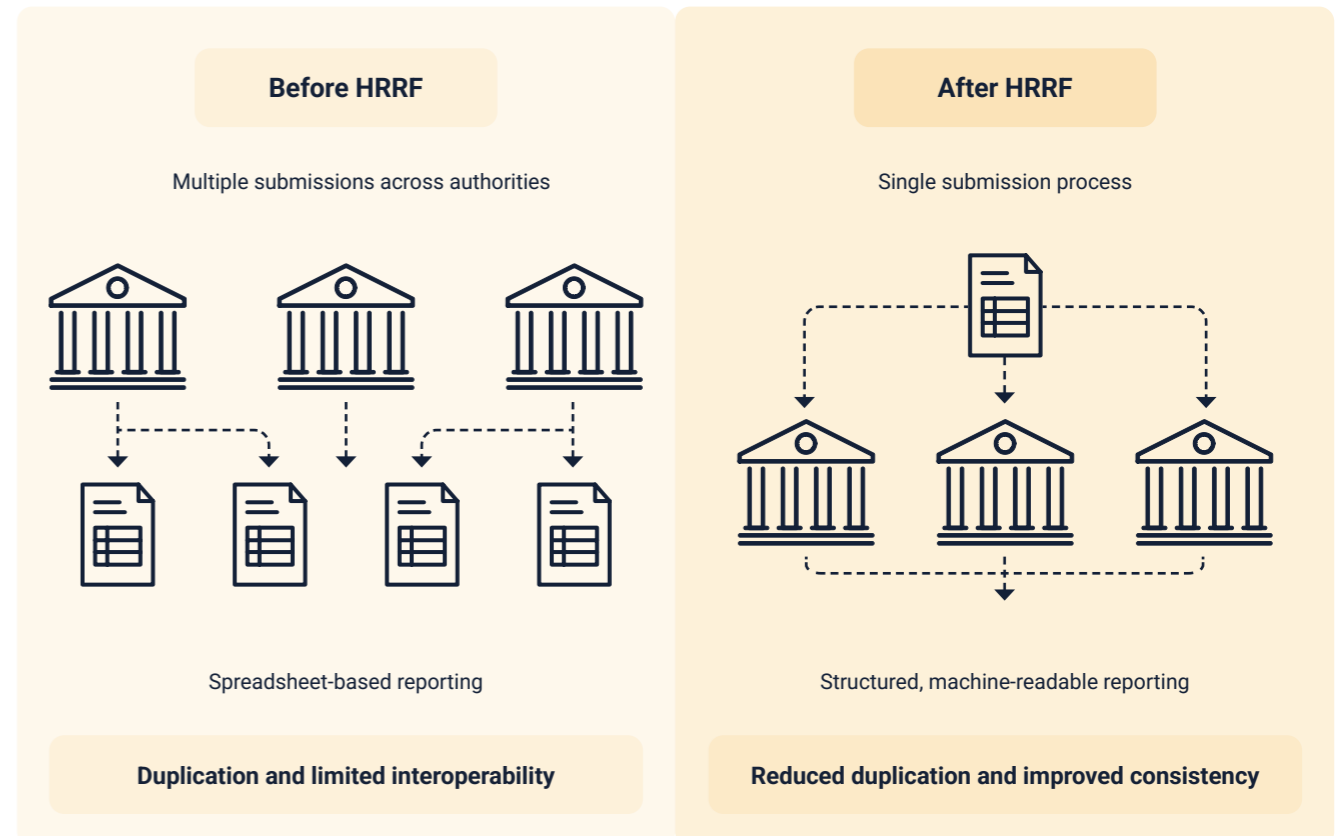 Before HRRF
Multiple submissions across authorities
Spreadsheet-based reporting
Duplication and limited interoperability
After HRRF
Single submission process
Structured, machine-readable reporting
Reduced duplication and improved consistency